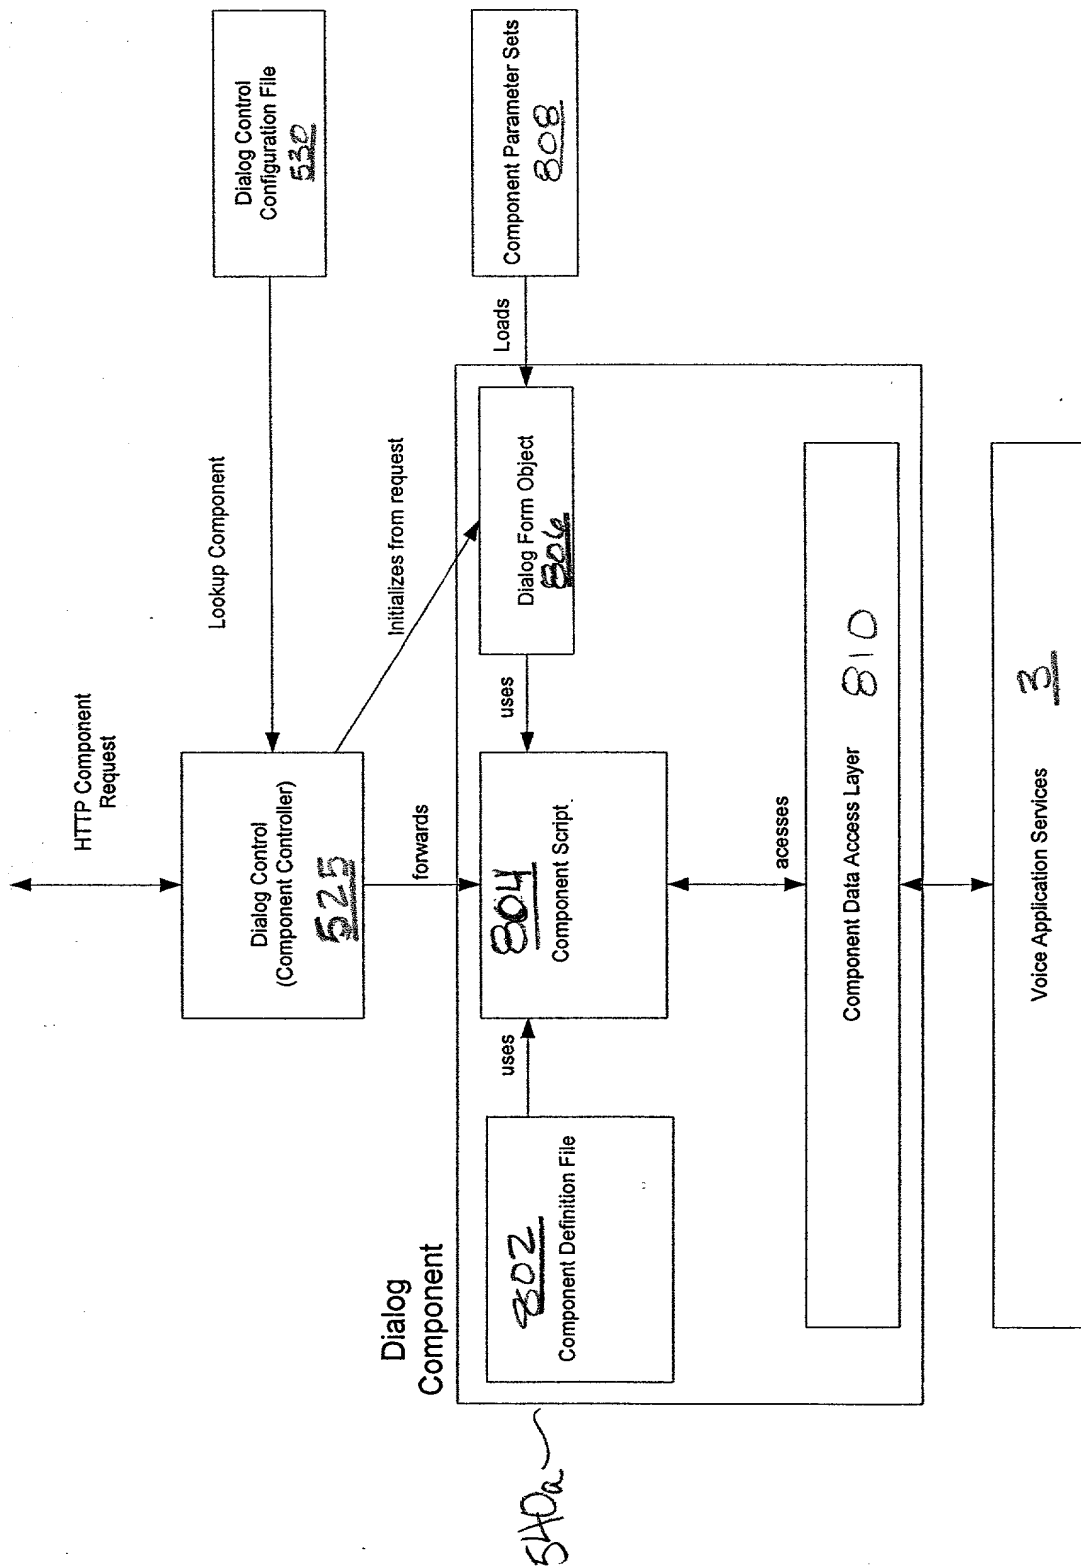 HTTP Component
Request
Lookup Component
Dialog Control
Configuration File
530
Dialog Control
(Component Controller)
525
Initializes from request
forwards
Dialog
Component
540a
Component Parameter Sets
808
Loads
802
Component Definition File
uses
804
Component Script
uses
Dialog Form Object
806
acesses
Component Data Access Layer
810
Voice Application Services
3